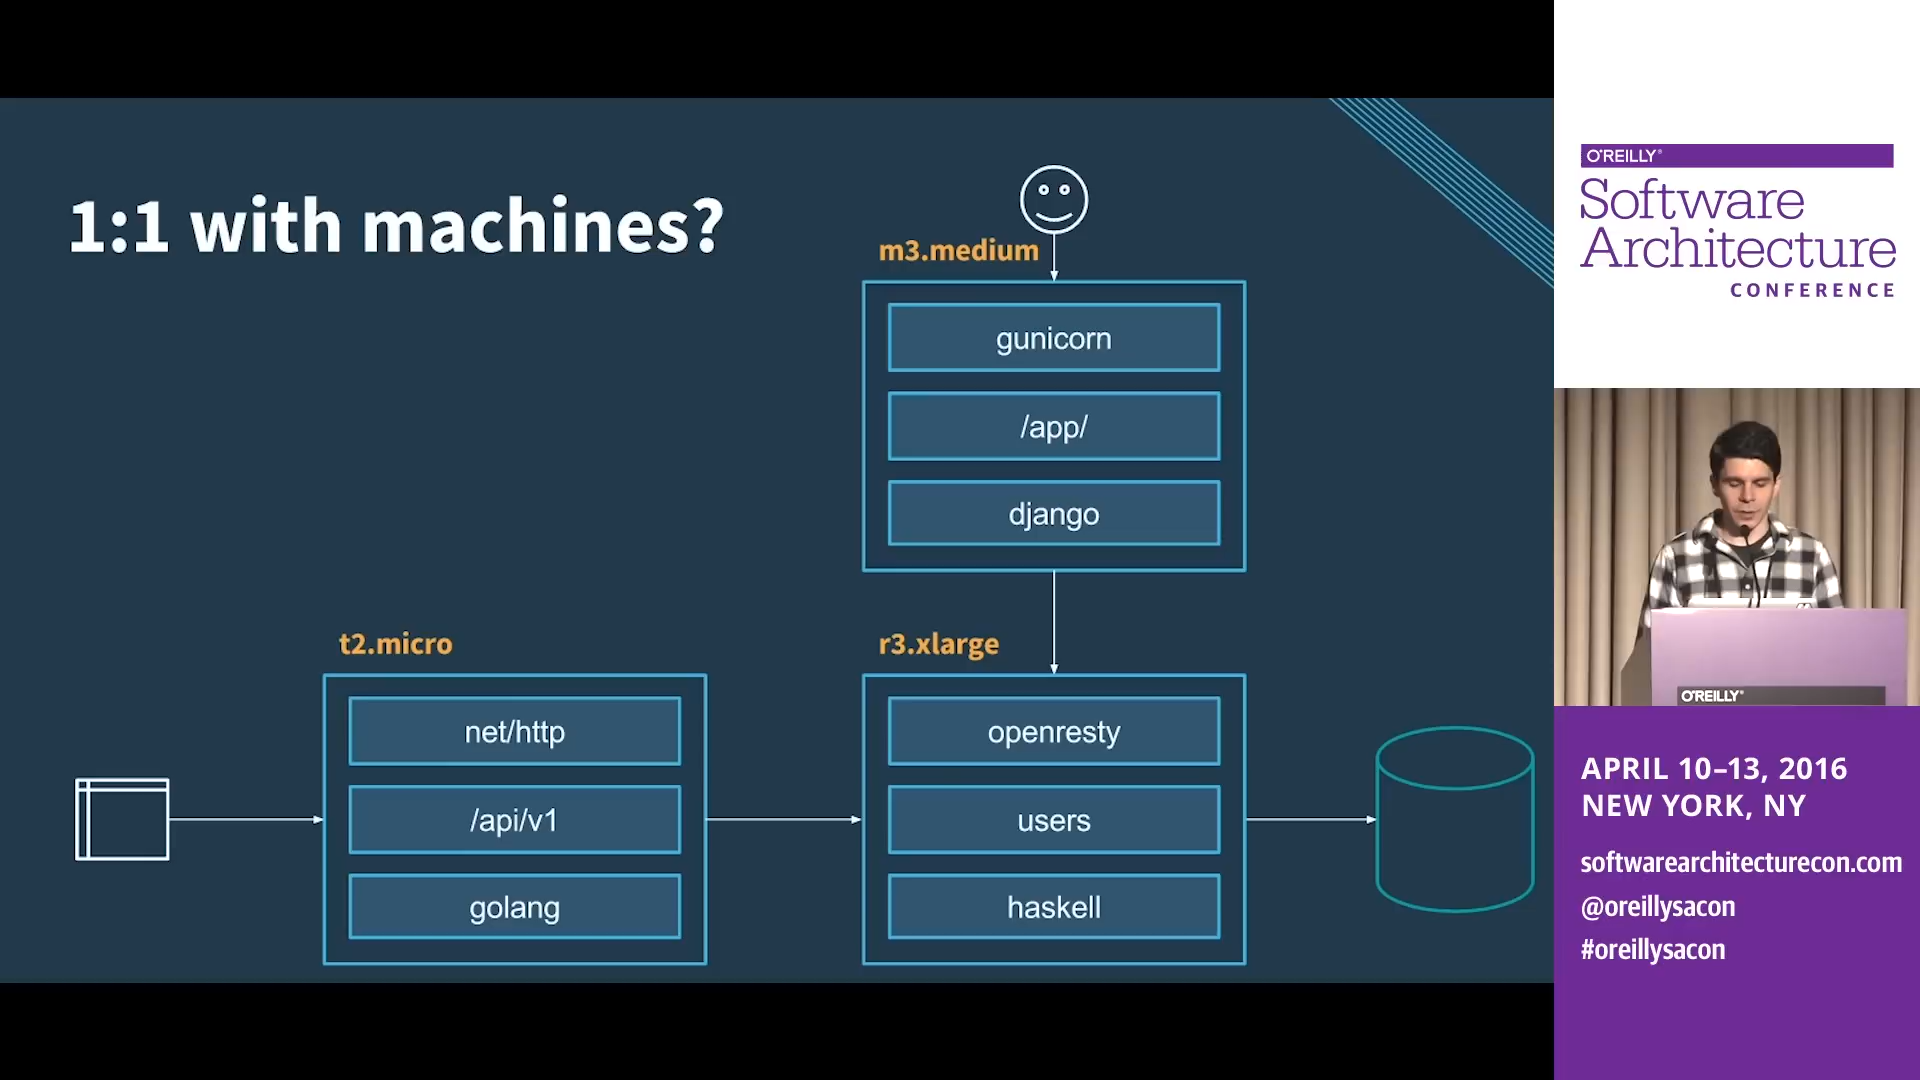 1:1 with machines?
m3.medium
gunicorn
/app/
django
t2.micro
net/http
/api/v1
golang
r3.xlarge
openresty
users
haskell
O'REILLY®
Software
Architecture
CONFERENCE
O'REILLY®
APRIL 10–13, 2016
NEW YORK, NY
softwarearchitecturecon.com
@oreillysacon
#oreillysacon